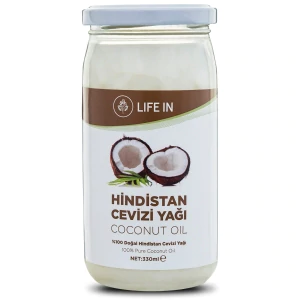 LIFE IN
HİNDİSTAN
CEVİZİ YAĞI
COCONUT OIL
%100 Doğal Hindistan Cevizi Yağı
100% Pure Coconut Oil
NET:330ml℮